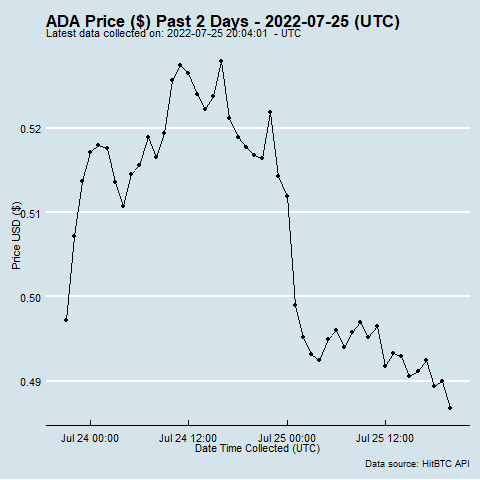 ADA Price ($) Past 2 Days - 2022-07-25 (UTC)
Latest data collected on: 2022-07-25 20:04:01 - UTC
Price USD ($)
0.52
0.51
0.50
0.49
Jul 24 00:00 Jul 24 12:00 Jul 25 00:00 Jul 25 12:00
Date Time Collected (UTC)
Data source: HitBTC API